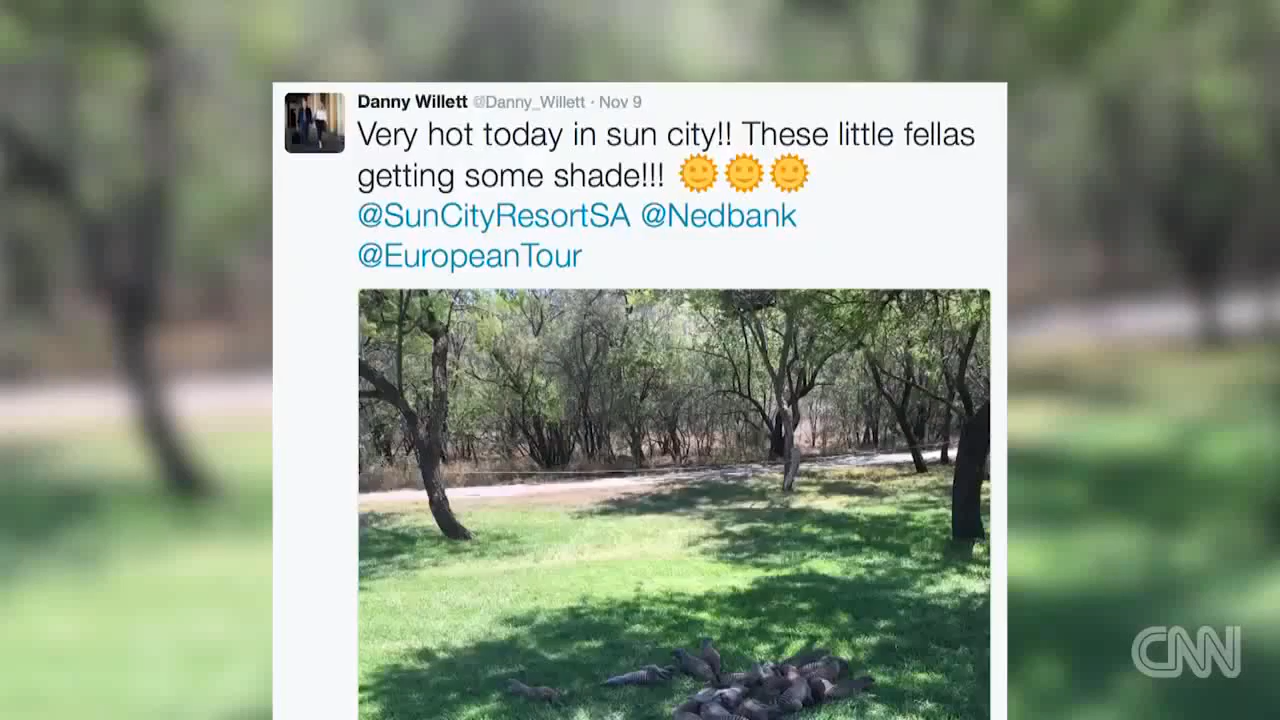 Danny Willett @Danny_Willett · Nov 9
Very hot today in sun city!! These little fellas
getting some shade!!! 🌞🌞🌞
@SunCityResortSA @Nedbank
@EuropeanTour
CNN